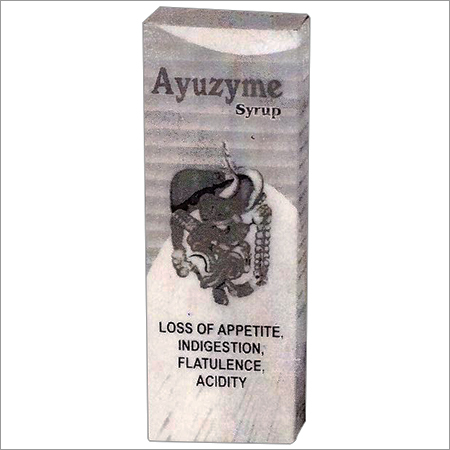 Ayuzyme
Syrup
LOSS OF APPETITE,
INDIGESTION,
FLATULENCE,
ACIDITY